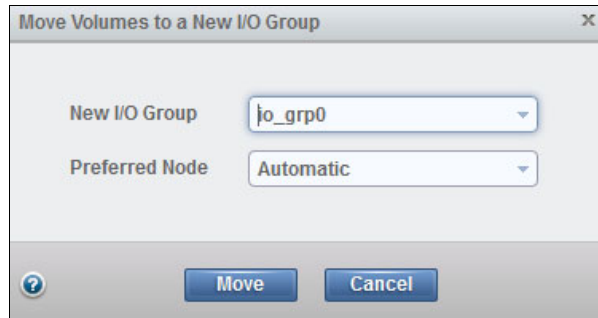 Move Volumes to a New I/O Group x
New I/O Group io_grp0
Preferred Node Automatic
? Move Cancel